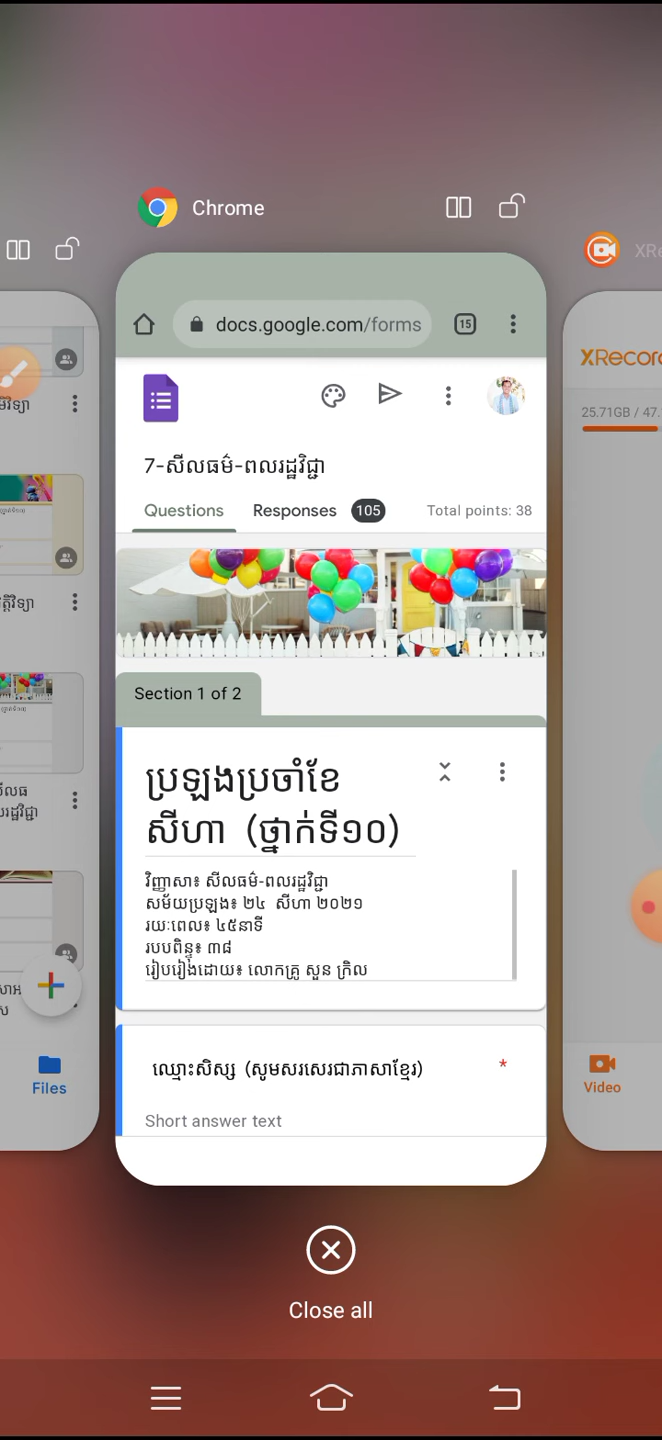 Chrome
XRe
docs.google.com/forms
15
XRecor
25.71GB / 47.
7-សីលធម៌-ពលរដ្ឋវិជ្ជា
Questions
Responses
105
Total points: 38
Section 1 of 2
ប្រឡងប្រចាំខែ
សីហា (ថ្នាក់ទី១០)
វិញ្ញាសា៖ សីលធម៌-ពលរដ្ឋវិជ្ជា
សម័យប្រឡង៖ ២៤ សីហា ២០២១
រយៈពេល៖ ៤៥នាទី
របបពិន្ទុ៖ ៣៨
រៀបរៀងដោយ៖ លោកគ្រូ សួន ក្រិល
ឈ្មោះសិស្ស (សូមសរសេរជាភាសាខ្មែរ) *
Short answer text
Files
Video
Close all